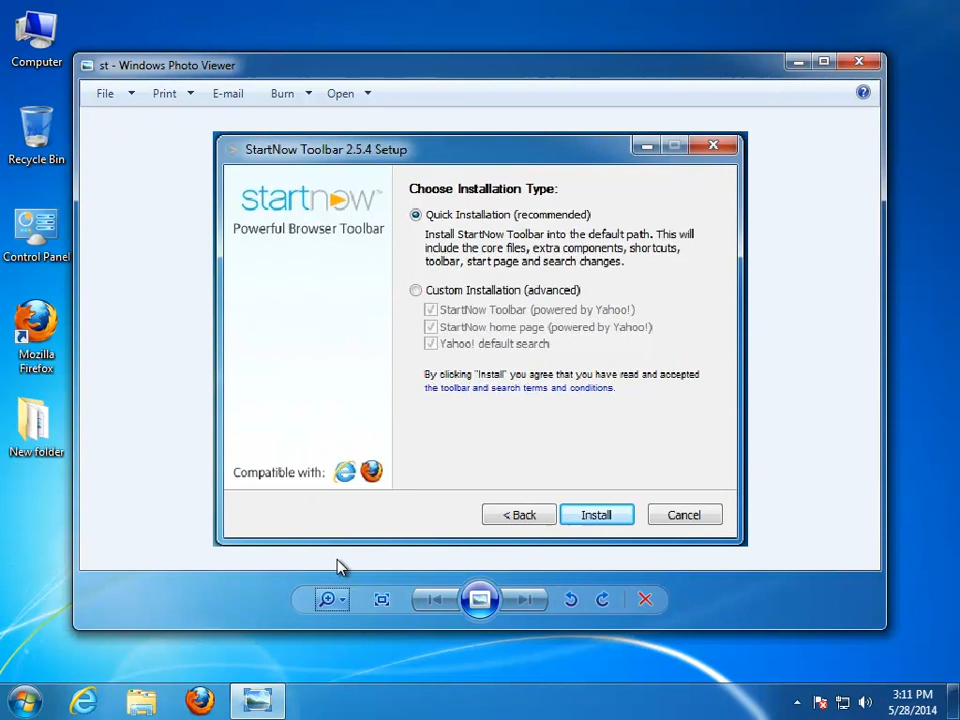 Computer
Recycle Bin
Control Panel
Mozilla
Firefox
New folder
st - Windows Photo Viewer
File Print E-mail Burn Open
StartNow Toolbar 2.5.4 Setup
startnow™
Powerful Browser Toolbar
Compatible with:
Choose Installation Type:
Quick Installation (recommended)
Install StartNow Toolbar into the default path. This will
include the core files, extra components, shortcuts,
toolbar, start page and search changes.
Custom Installation (advanced)
StartNow Toolbar (powered by Yahoo!)
StartNow home page (powered by Yahoo!)
Yahoo! default search
By clicking "Install" you agree that you have read and accepted
the toolbar and search terms and conditions.
< Back Install Cancel
3:11 PM
5/28/2014